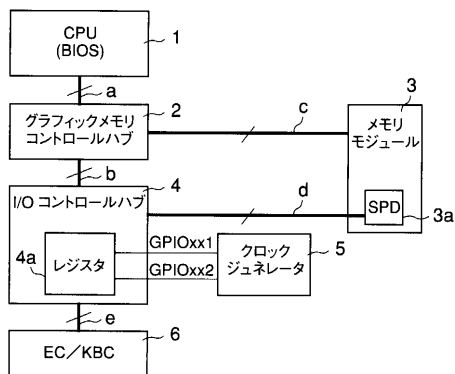 CPU
(BIOS)
1
a
グラフィックメモリ
コントロールハブ
2
c
3
メモリ
モジュール
b
4
I/O コントロールハブ
d
SPD
3a
4a
レジスタ
GPIOxx1
GPIOxx2
クロック
ジュネレータ
5
e
6
EC/KBC